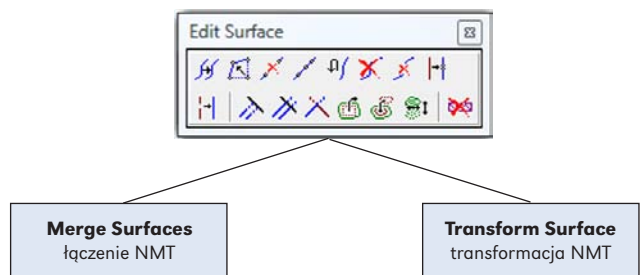 Edit Surface
Merge Surfaces
łączenie NMT
Transform Surface
transformacja NMT